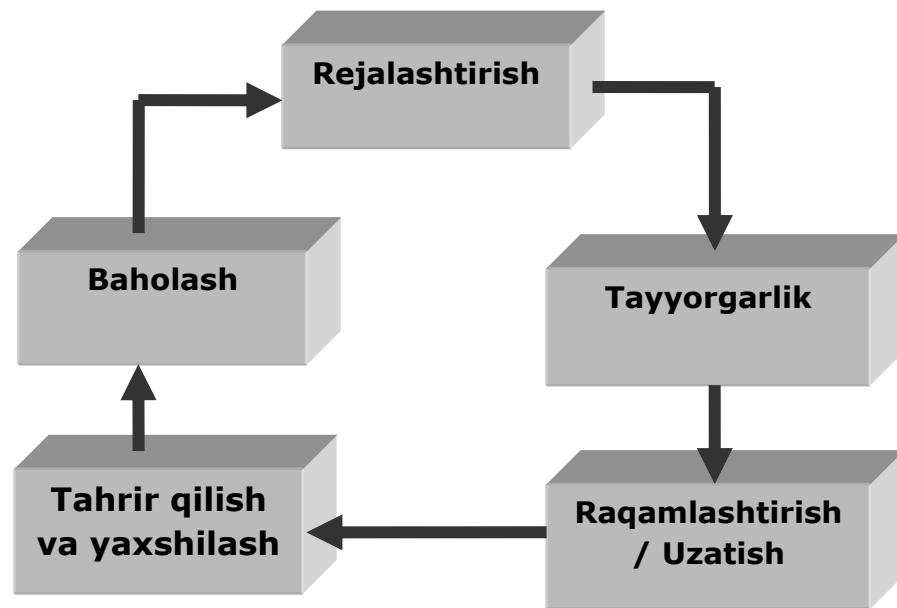 Rejalashtirish
Baholash
Tayyorgarlik
Tahrir qilish
va yaxshilash
Raqamlashtirish
/ Uzatish